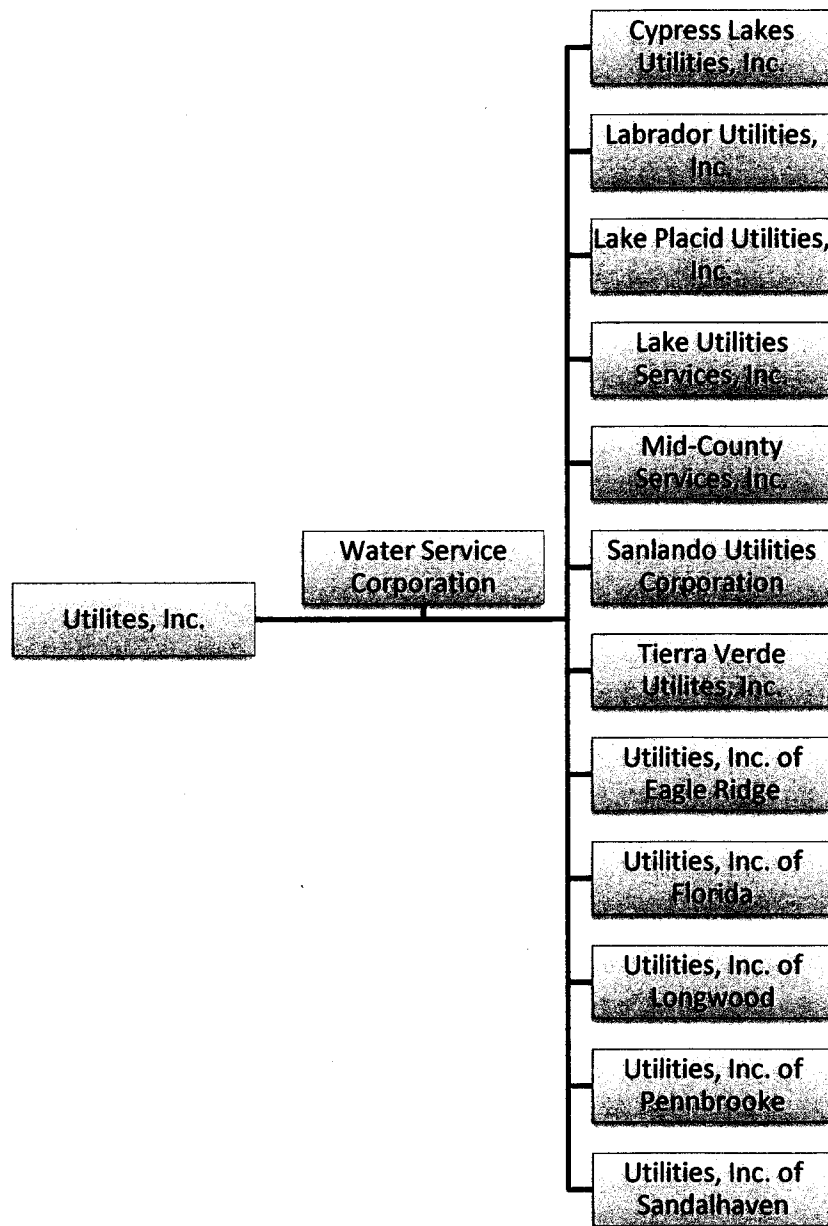 Cypress Lakes
Utilities, Inc.
Labrador Utilities,
Inc.
Lake Placid Utilities,
Inc.
Lake Utilities
Services, Inc.
Mid-County
Services, Inc.
Water Service
Corporation
Sanlando Utilities
Corporation
Utilites, Inc.
Tierra Verde
Utilites, Inc.
Utilities, Inc. of
Eagle Ridge
Utilities, Inc. of
Florida
Utilities, Inc. of
Longwood
Utilities, Inc. of
Pennbrooke
Utilities, Inc. of
Sandalhaven